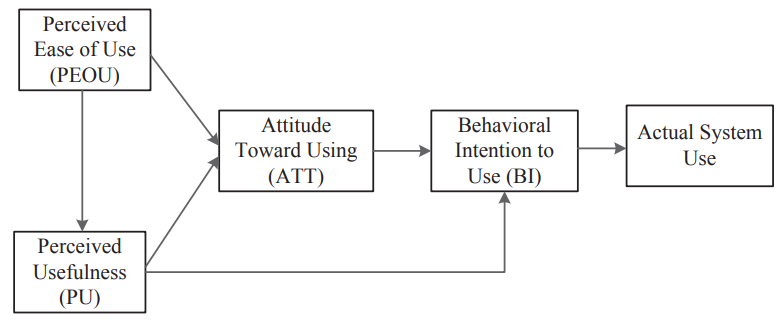 Perceived
Ease of Use
(PEOU)
Attitude
Toward Using
(ATT)
Behavioral
Intention to
Use (BI)
Actual System
Use
Perceived
Usefulness
(PU)